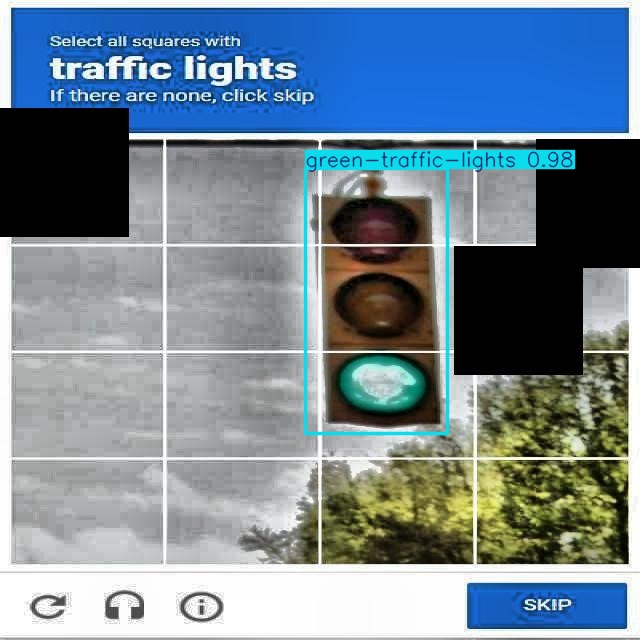 Select all squares with
traffic lights
If there are none, click skip
green-traffic-lights 0.98
SKIP